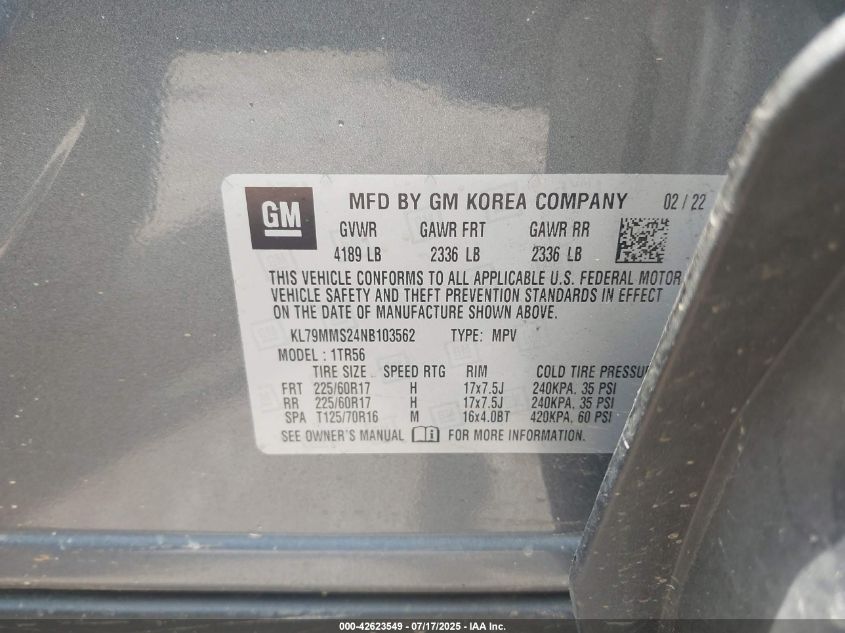 GM MFD BY GM KOREA COMPANY 02 / 22
GVWR GAWR FRT GAWR RR
4189 LB 2336 LB 2336 LB
THIS VEHICLE CONFORMS TO ALL APPLICABLE U.S. FEDERAL MOTOR
VEHICLE SAFETY AND THEFT PREVENTION STANDARDS IN EFFECT
ON THE DATE OF MANUFACTURE SHOWN ABOVE.
KL79MMS24NB103562 TYPE: MPV
MODEL : 1TR56
TIRE SIZE SPEED RTG RIM COLD TIRE PRESSU
FRT 225/60R17 H 17x7.5J 240KPA, 35 PSI
RR 225/60R17 H 17x7.5J 240KPA, 35 PSI
SPA T125/70R16 M 16x4.0BT 420KPA, 60 PSI
SEE OWNER'S MANUAL FOR MORE INFORMATION.
000-42623549 - 07/17/2025 - IAA Inc.